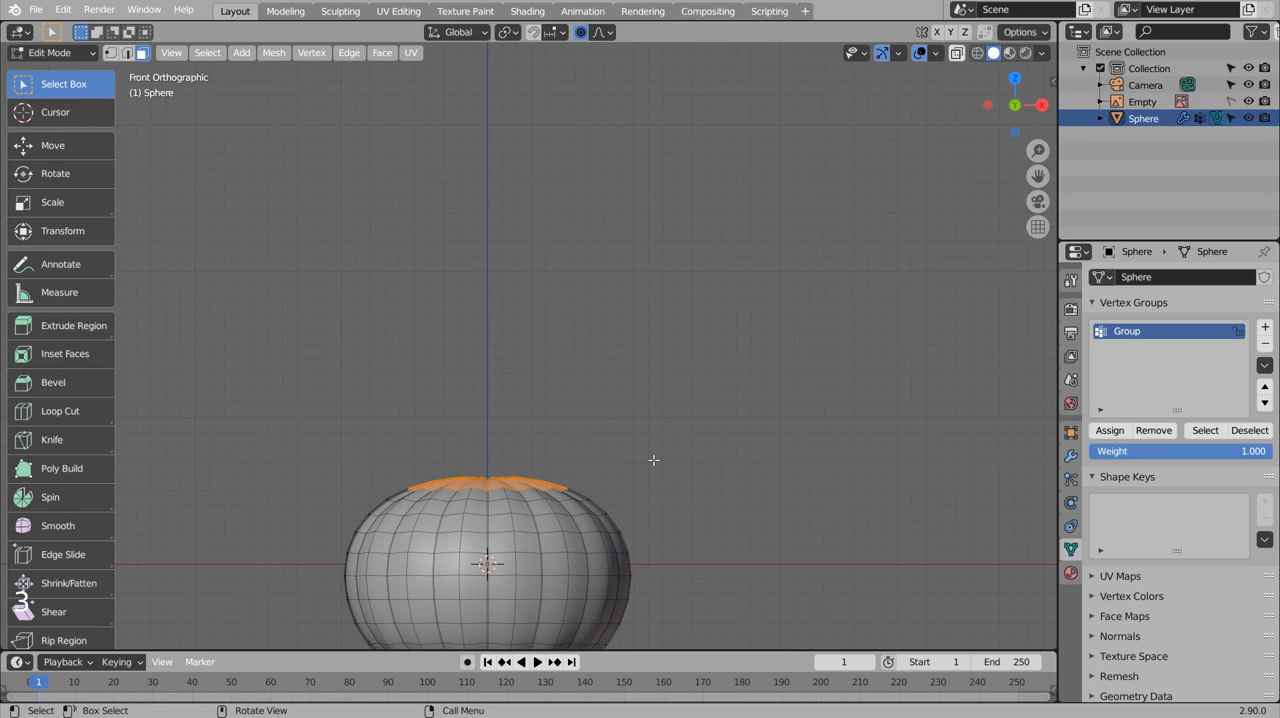 File Edit Render Window Help Layout Modeling Sculpting UV Editing Texture Paint Shading Animation Rendering Compositing Scripting + Scene View Layer
Global Options
Edit Mode View Select Add Mesh Vertex Edge Face UV X Y Z
Front Orthographic
(1) Sphere
Select Box
Cursor
Move
Rotate
Scale
Transform
Annotate
Measure
Extrude Region
Inset Faces
Bevel
Loop Cut
Knife
Poly Build
Spin
Smooth
Edge Slide
Shrink/Fatten
3
Shear
Rip Region
Z
X
Y
Scene Collection
Collection
Camera
Empty
Sphere
Sphere Sphere
Sphere
Vertex Groups
Group
Assign Remove Select Deselect
Weight 1.000
Shape Keys
UV Maps
Vertex Colors
Face Maps
Normals
Texture Space
Remesh
Geometry Data
Playback Keying View Marker 1 Start 1 End 250
1 10 20 30 40 50 60 70 80 90 100 110 120 130 140 150 160 170 180 190 200 210 220 230 240 250
Select Box Select Rotate View Call Menu 2.90.0